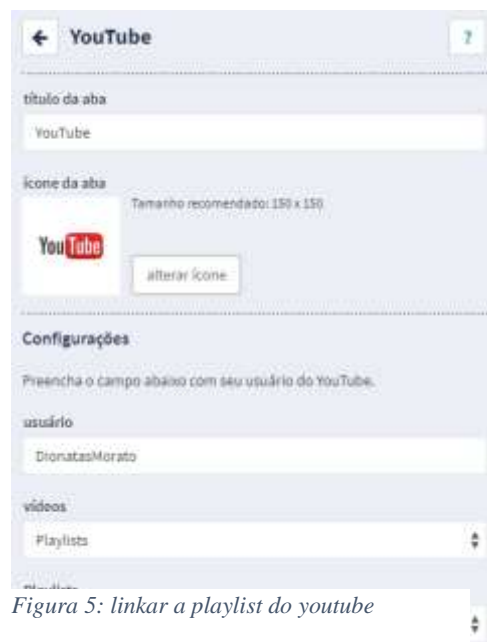 YouTube
?
título da aba
YouTube
ícone da aba
Tamanho recomendado: 150 x 150
YouTube
alterar ícone
Configurações
Preencha o campo abaixo com seu usuário do YouTube.
usuário
DionatasMorato
vídeos
Playlists
Playlists
Figura 5: linkar a playlist do youtube